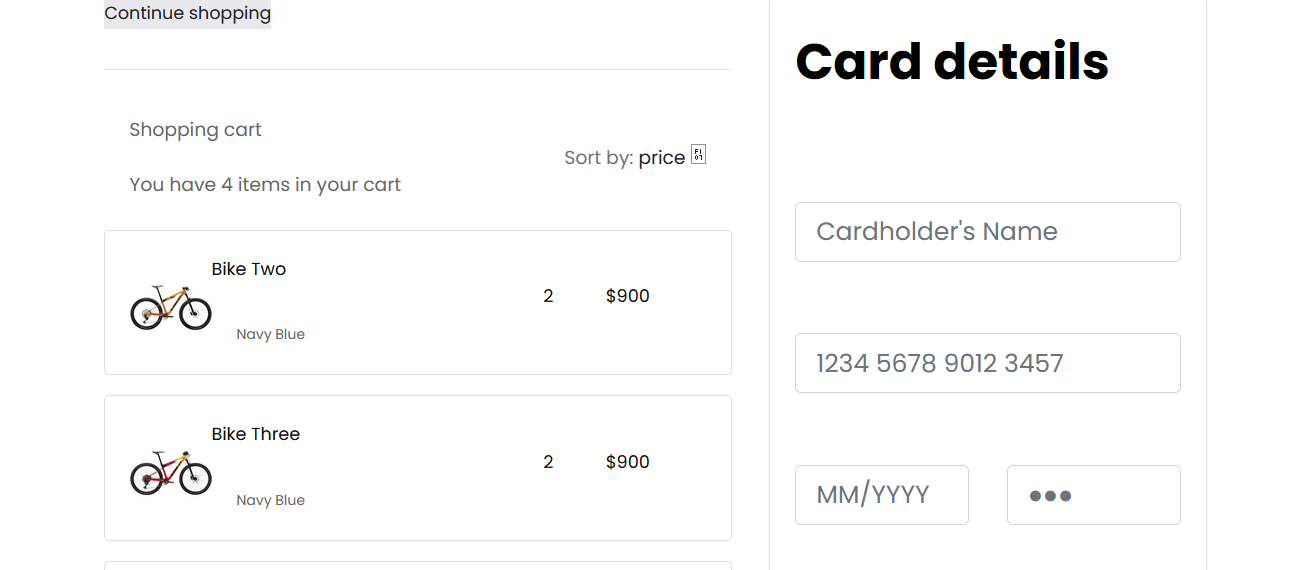 Continue shopping
Shopping cart
You have 4 items in your cart
Sort by: price
Bike Two
Navy Blue
2
$900
Bike Three
Navy Blue
2
$900
Card details
Cardholder's Name
1234 5678 9012 3457
MM/YYYY
●●●